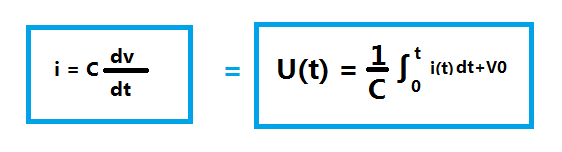 i = C dv/dt = U(t) = 1/C ∫₀ᵗ i(t) dt+V0